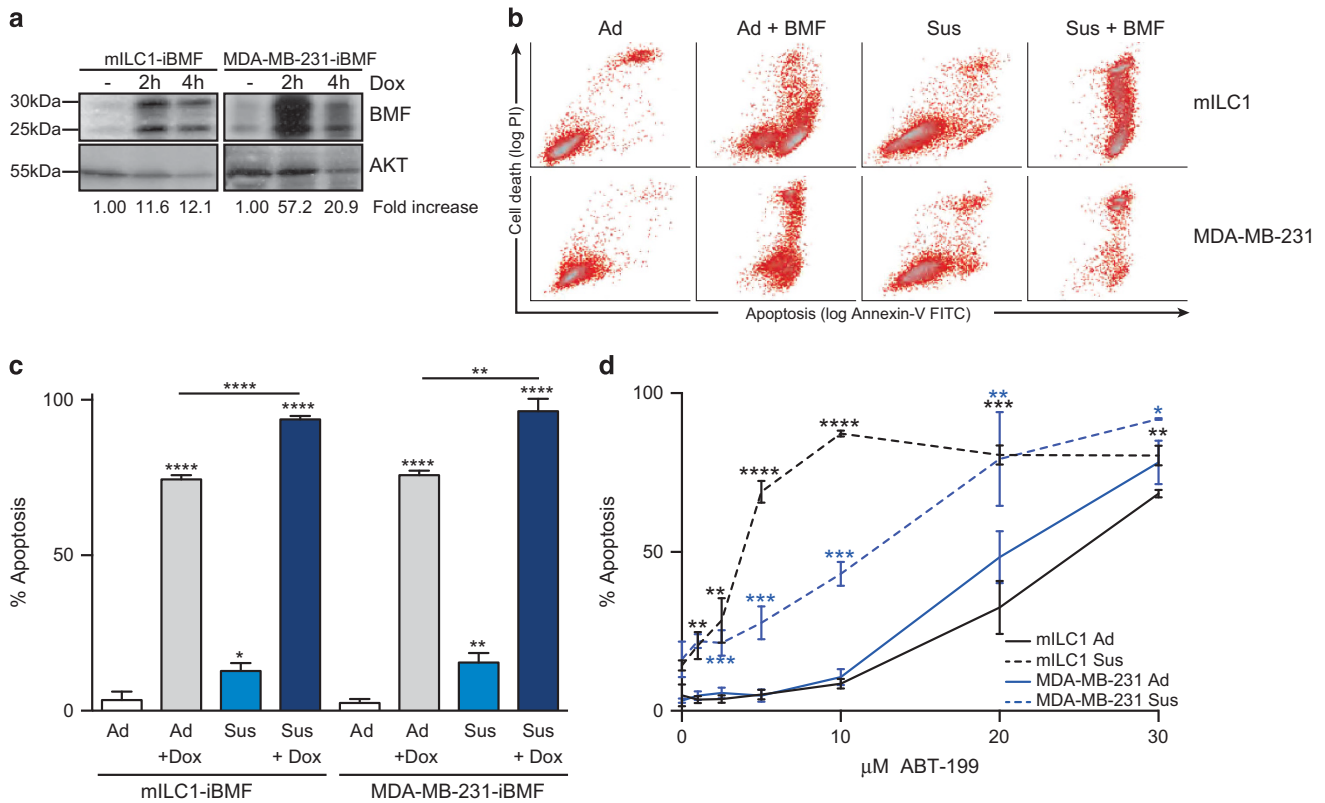 a
mILC1-iBMF MDA-MB-231-iBMF
- 2h 4h - 2h 4h Dox
30kDa BMF
25kDa
55kDa AKT
1.00 11.6 12.1 1.00 57.2 20.9 Fold increase
b
Ad Ad + BMF Sus Sus + BMF
mILC1
MDA-MB-231
Cell death (log PI)
Apoptosis (log Annexin-V FITC)
c
**** **
100
50
0
% Apoptosis
**** * **** **** ** ****
Ad Ad Sus Sus Ad Ad Sus Sus
+Dox + Dox +Dox + Dox
mILC1-iBMF MDA-MB-231-iBMF
d
100
50
0
% Apoptosis
** ** **** **** *** **
*** *** *** ** *
mILC1 Ad
mILC1 Sus
MDA-MB-231 Ad
MDA-MB-231 Sus
0 10 20 30
μM ABT-199